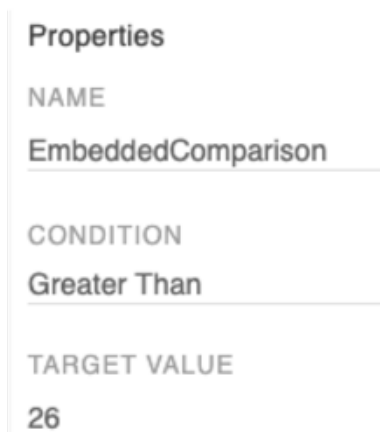 Properties
NAME
EmbeddedComparison
CONDITION
Greater Than
TARGET VALUE
26